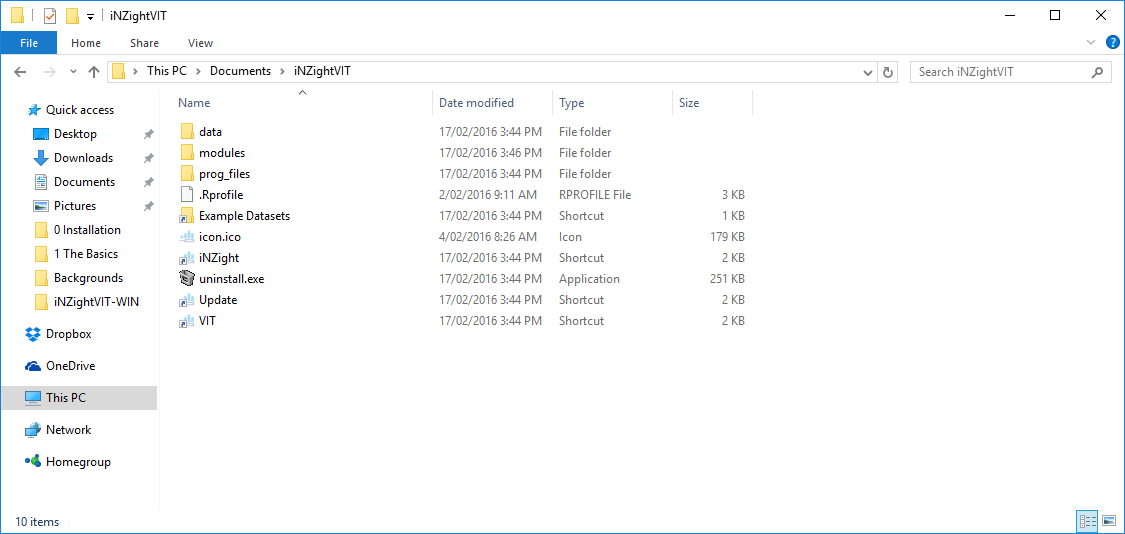 iNZightVIT
File Home Share View
This PC Documents iNZightVIT Search iNZightVIT
Name Date modified Type Size
Quick access
Desktop
Downloads
Documents
Pictures
0 Installation
1 The Basics
Backgrounds
iNZightVIT-WIN
Dropbox
OneDrive
This PC
Network
Homegroup
data 17/02/2016 3:44 PM File folder
modules 17/02/2016 3:46 PM File folder
prog_files 17/02/2016 3:44 PM File folder
.Rprofile 2/02/2016 9:11 AM RPROFILE File 3 KB
Example Datasets 17/02/2016 3:44 PM Shortcut 1 KB
icon.ico 4/02/2016 8:26 AM Icon 179 KB
iNZight 17/02/2016 3:44 PM Shortcut 2 KB
uninstall.exe 17/02/2016 3:44 PM Application 251 KB
Update 17/02/2016 3:44 PM Shortcut 2 KB
VIT 17/02/2016 3:44 PM Shortcut 2 KB
10 items